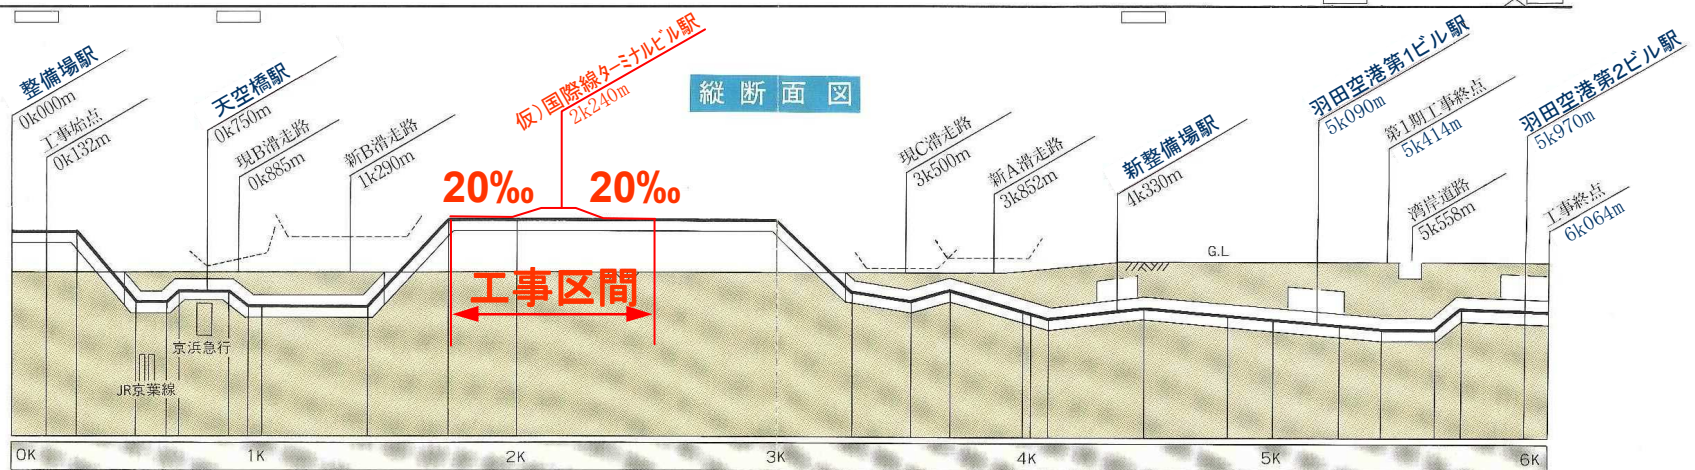 縦断面図
整備場駅
0k000m
工事始点
0k132m
天空橋駅
0k750m
現B滑走路
0k885m
新B滑走路
1k290m
仮)国際線ターミナルビル駅
2k240m
現C滑走路
3k500m
新A滑走路
3k852m
新整備場駅
4k330m
羽田空港第1ビル駅
5k090m
第1期工事終点
5k414m
湾岸道路
5k558m
羽田空港第2ビル駅
5k970m
工事終点
6k064m
20‰ 20‰
G.L
工事区間
京浜急行
JR京葉線
0K 1K 2K 3K 4K 5K 6K